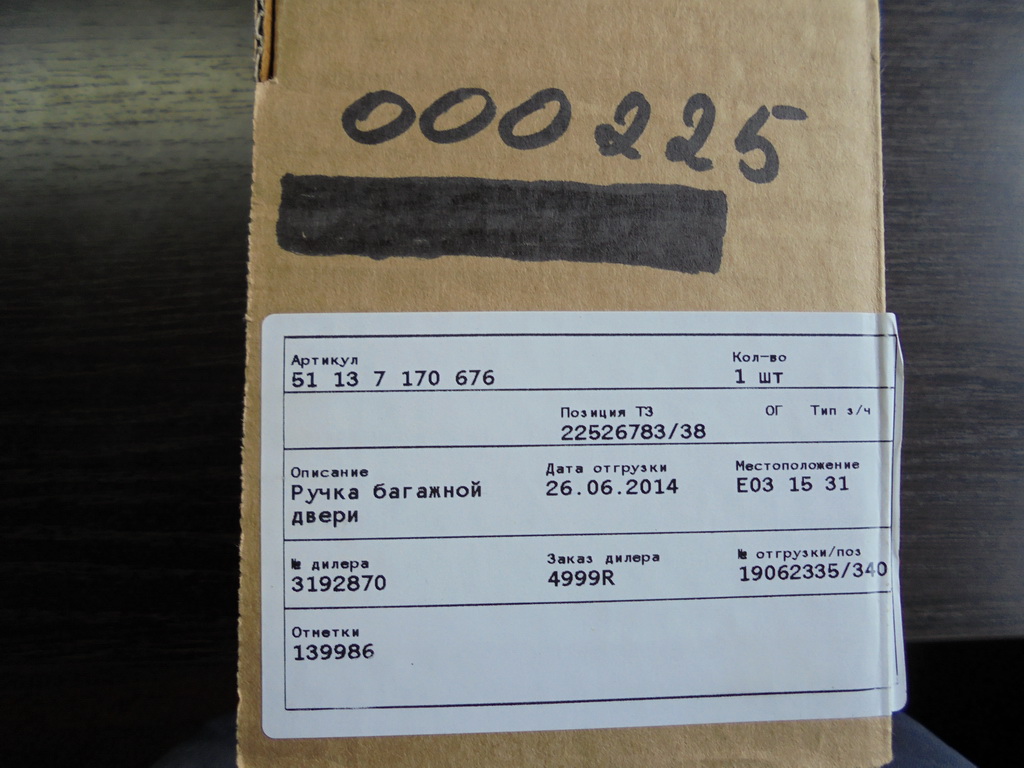 000225
Артикул Кол-во
51 13 7 170 676 1 шт
Позиция ТЗ ОГ Тип з/ч
22526783/38
Описание Дата отгрузки Местоположение
Ручка багажной 26.06.2014 E03 15 31
двери
№ дилера Заказ дилера № отгрузки/поз
3192870 4999R 19062335/340
Отметки
139986